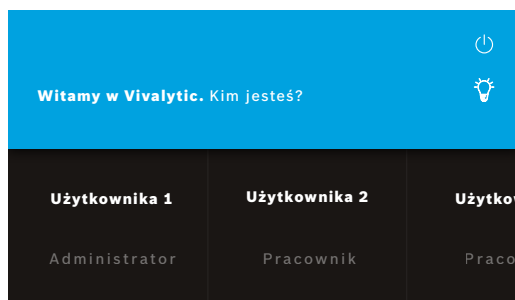 Witamy w Vivalytic. Kim jesteś?
Użytkownika 1 Użytkownika 2
Administrator Pracownik